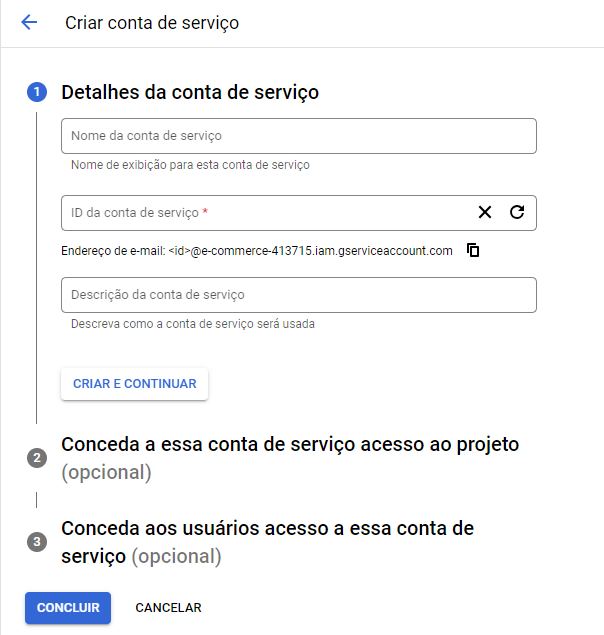 Criar conta de serviço
1 Detalhes da conta de serviço
Nome da conta de serviço
Nome de exibição para esta conta de serviço
ID da conta de serviço *
Endereço de e-mail: <id>@e-commerce-413715.iam.gserviceaccount.com
Descrição da conta de serviço
Descreva como a conta de serviço será usada
CRIAR E CONTINUAR
2 Conceda a essa conta de serviço acesso ao projeto
(opcional)
3 Conceda aos usuários acesso a essa conta de
serviço (opcional)
CONCLUIR CANCELAR